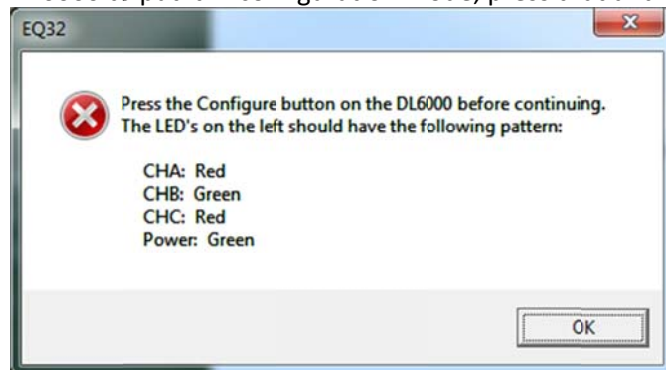 EQ32
Press the Configure button on the DL6000 before continuing.
The LED's on the left should have the following pattern:
CHA: Red
CHB: Green
CHC: Red
Power: Green
OK